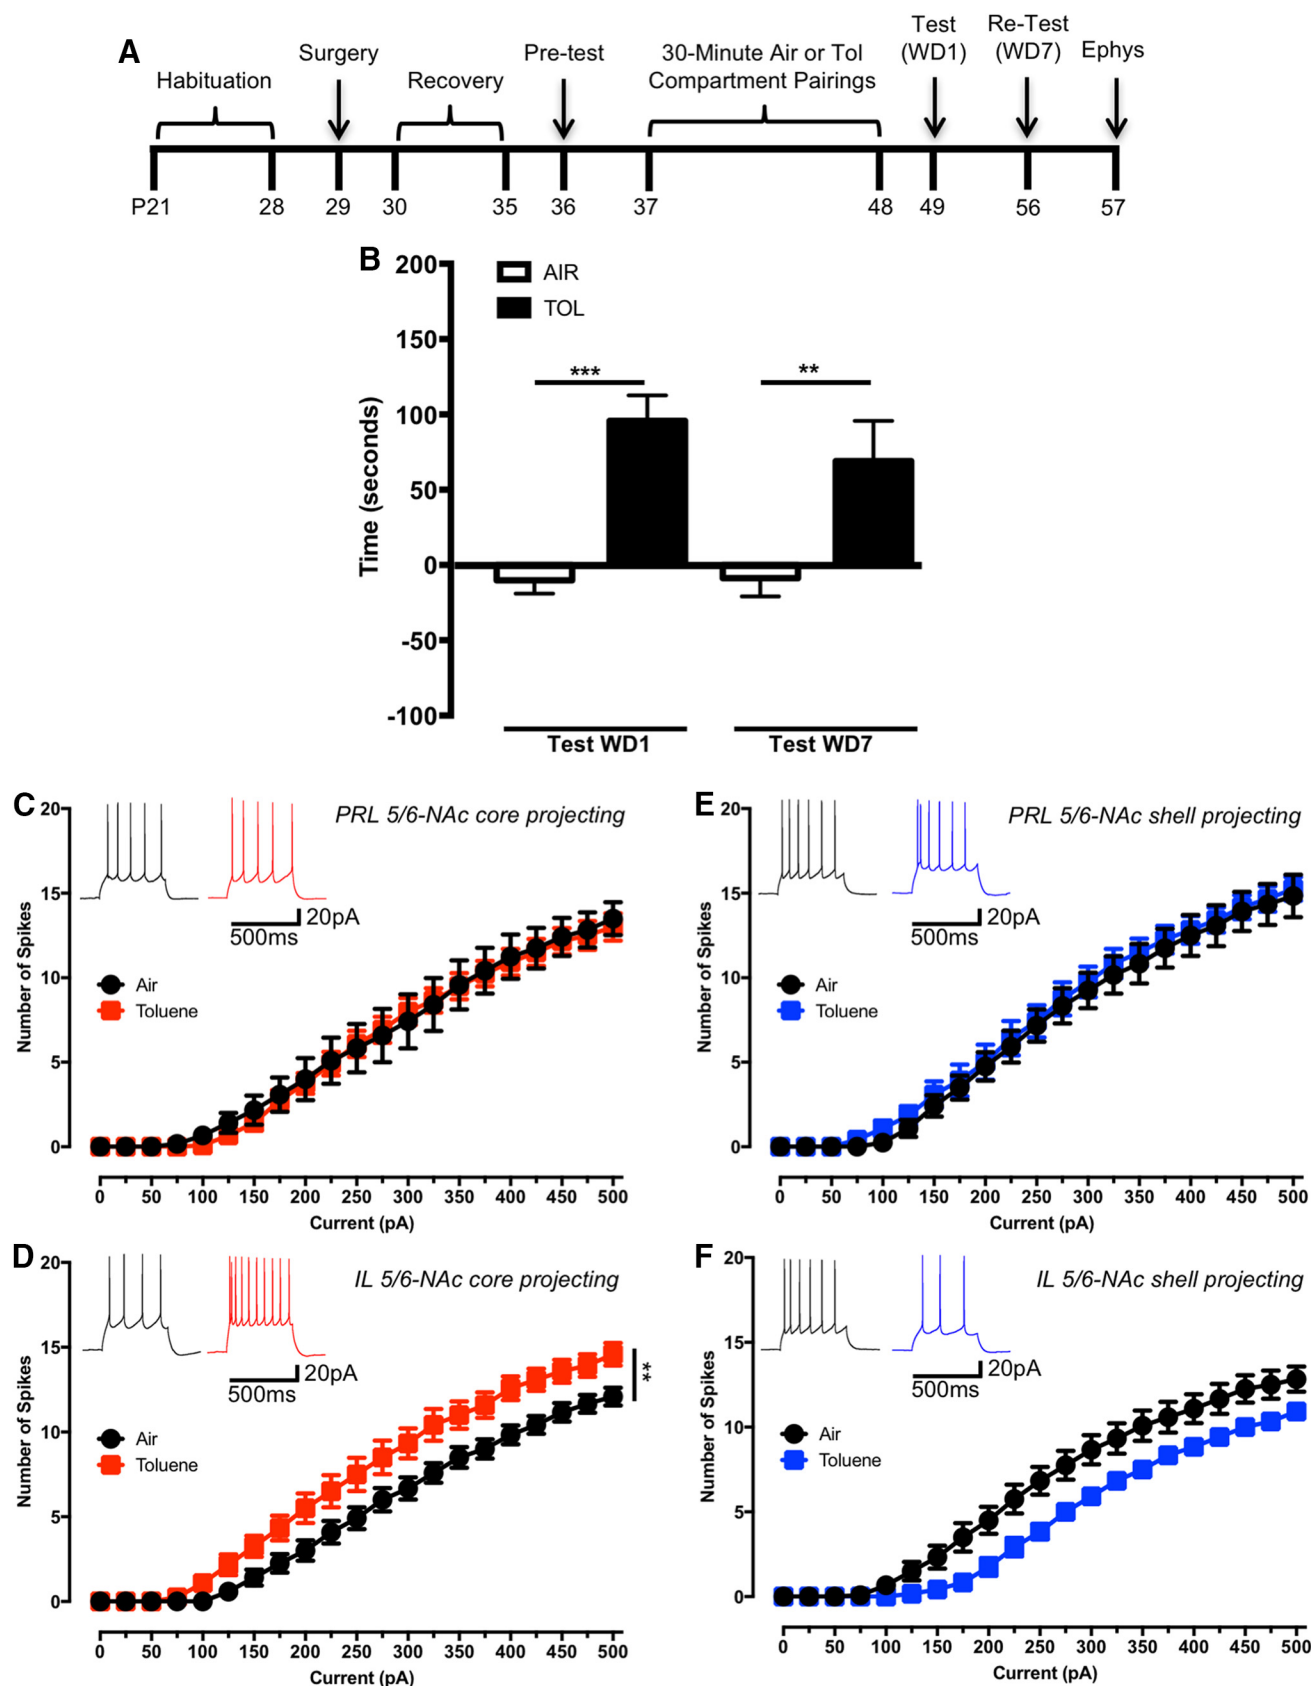 A
Habituation
Surgery
Recovery
Pre-test
30-Minute Air or Tol
Compartment Pairings
Test
(WD1)
Re-Test
(WD7)
Ephys
P21 28 29 30 35 36 37 48 49 56 57
B
AIR
TOL
Time (seconds)
200
150
100
50
0
-50
-100
***
**
Test WD1 Test WD7
C
PRL 5/6-NAc core projecting
20pA
500ms
Air
Toluene
Number of Spikes
20
15
10
5
0
0 50 100 150 200 250 300 350 400 450 500
Current (pA)
E
PRL 5/6-NAc shell projecting
20pA
500ms
Air
Toluene
Number of Spikes
20
15
10
5
0
0 50 100 150 200 250 300 350 400 450 500
Current (pA)
D
IL 5/6-NAc core projecting
20pA
500ms
Air
Toluene
**
Number of Spikes
20
15
10
5
0
0 50 100 150 200 250 300 350 400 450 500
Current (pA)
F
IL 5/6-NAc shell projecting
20pA
500ms
Air
Toluene
Number of Spikes
20
15
10
5
0
0 50 100 150 200 250 300 350 400 450 500
Current (pA)